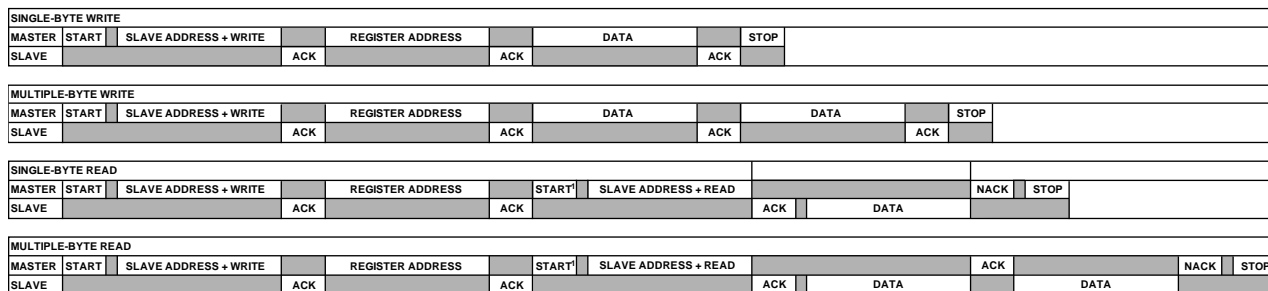 SINGLE-BYTE WRITE
MASTER START SLAVE ADDRESS + WRITE REGISTER ADDRESS DATA STOP
SLAVE ACK ACK ACK
MULTIPLE-BYTE WRITE
MASTER START SLAVE ADDRESS + WRITE REGISTER ADDRESS DATA DATA STOP
SLAVE ACK ACK ACK ACK
SINGLE-BYTE READ
MASTER START SLAVE ADDRESS + WRITE REGISTER ADDRESS START¹ SLAVE ADDRESS + READ NACK STOP
SLAVE ACK ACK ACK DATA
MULTIPLE-BYTE READ
MASTER START SLAVE ADDRESS + WRITE REGISTER ADDRESS START¹ SLAVE ADDRESS + READ ACK NACK STOP
SLAVE ACK ACK ACK DATA DATA